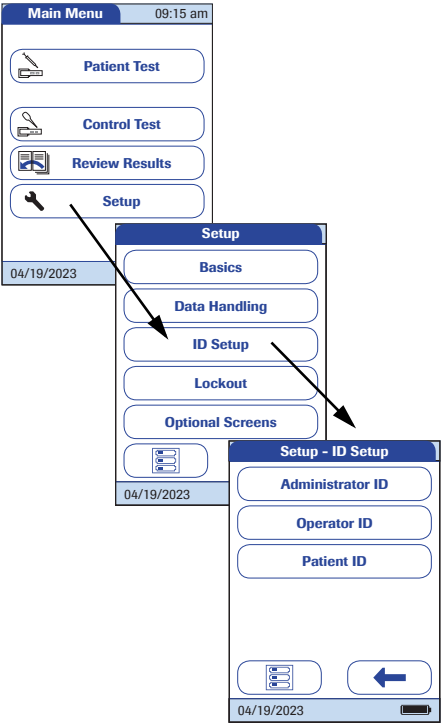 Main Menu
09:15 am
Patient Test
Control Test
Review Results
Setup
04/19/2023
Setup
Basics
Data Handling
ID Setup
Lockout
Optional Screens
04/19/2023
Setup - ID Setup
Administrator ID
Operator ID
Patient ID
04/19/2023